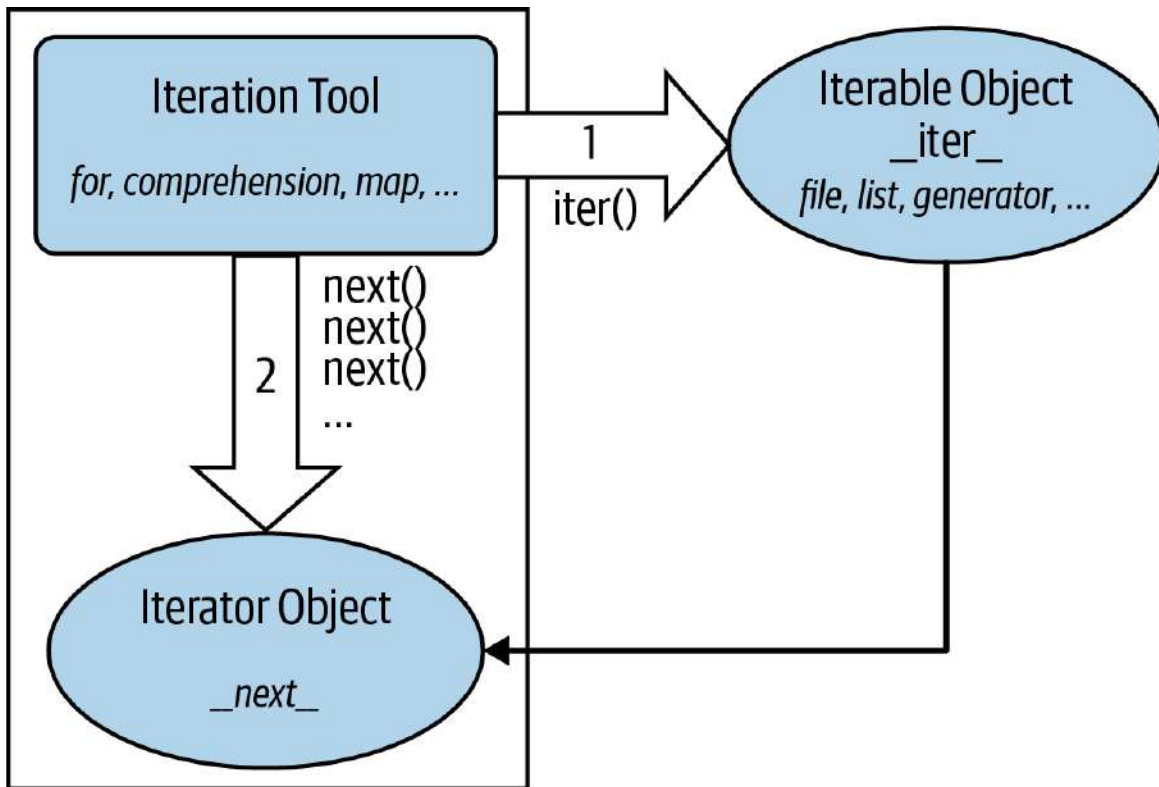 Iteration Tool
for, comprehension, map, ...
1
iter()
Iterable Object
_iter_
file, list, generator, ...
next()
next()
next()
...
2
Iterator Object
__next__